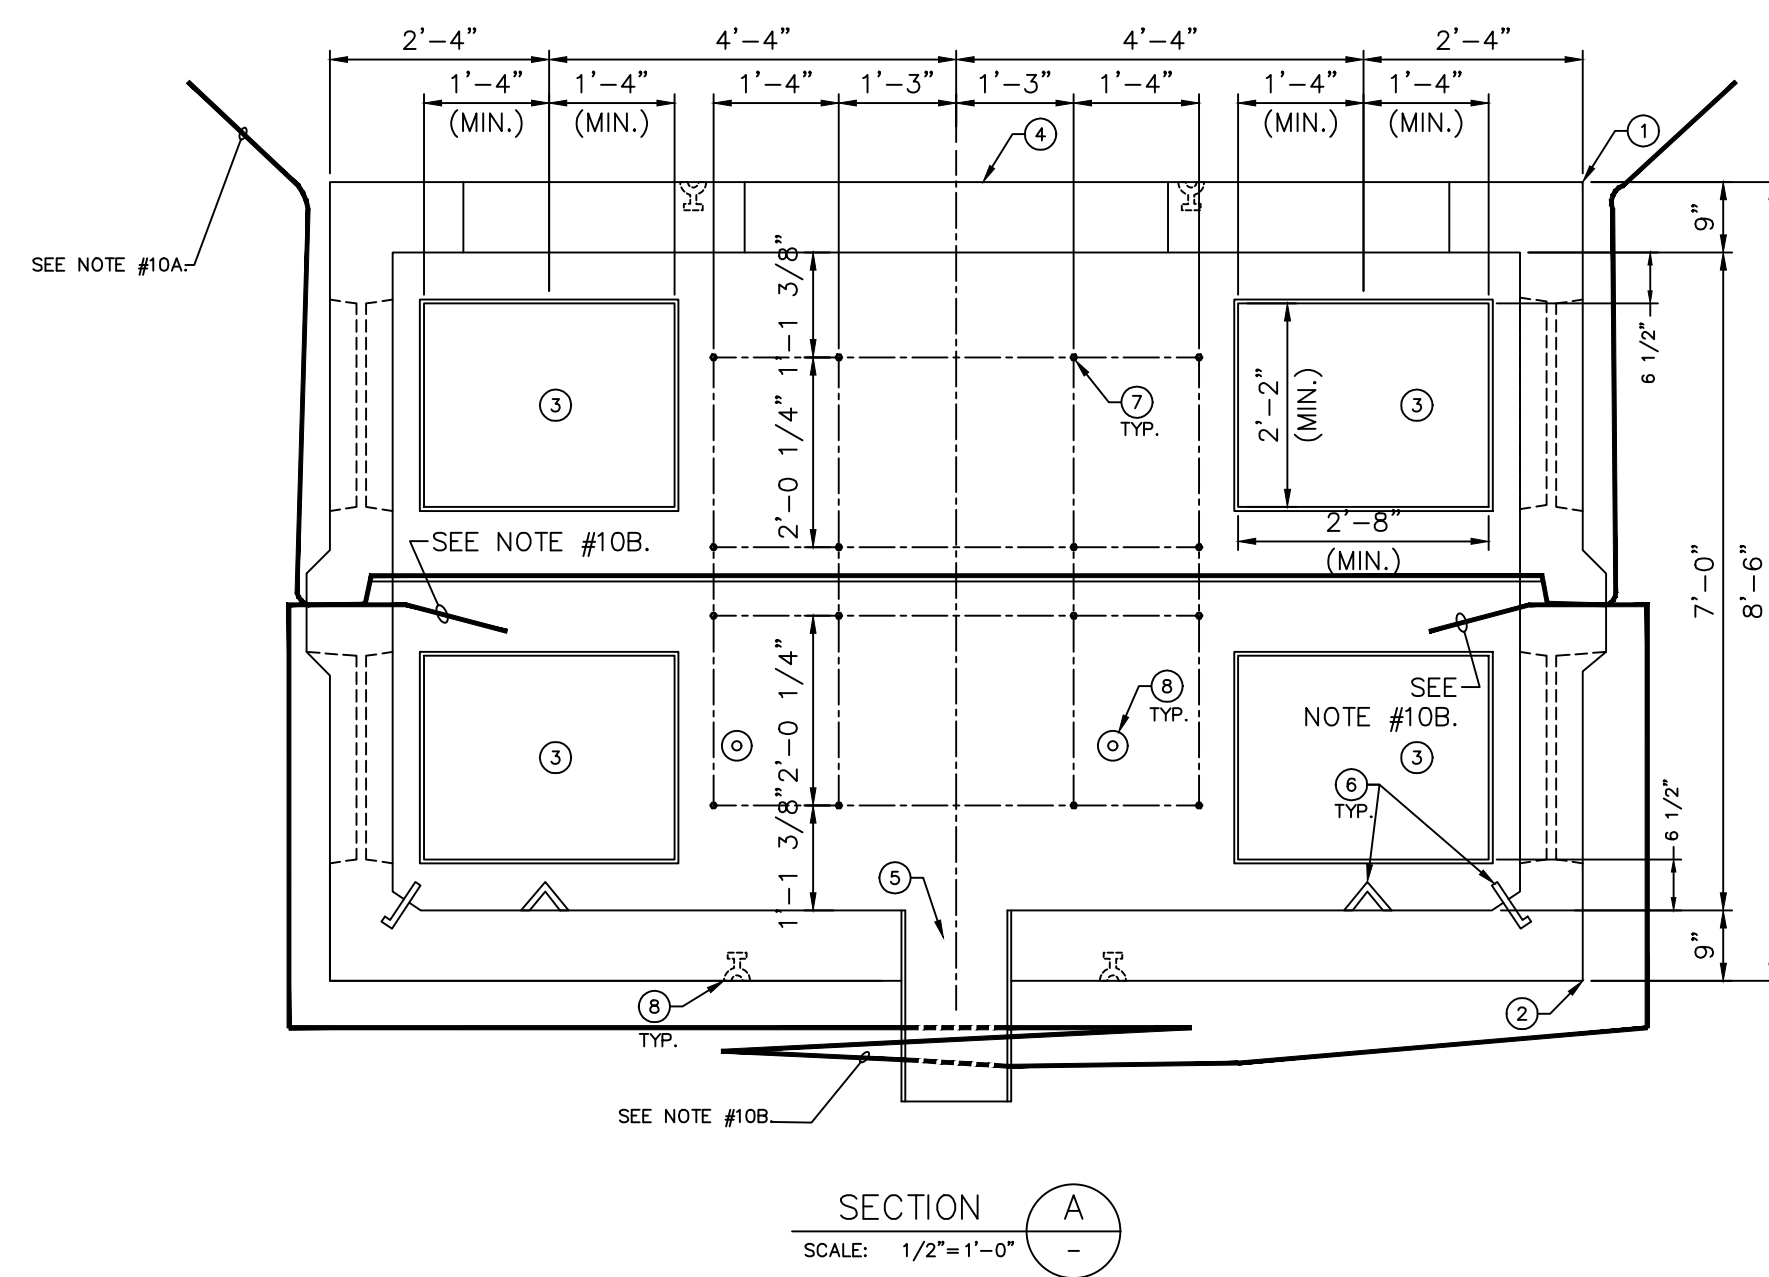 2'-4" 4'-4" 4'-4" 2'-4"
1'-4" 1'-4" 1'-4" 1'-3" 1'-3" 1'-4" 1'-4" 1'-4"
(MIN.) (MIN.) (MIN.) (MIN.)
4
1
9"
SEE NOTE #10A.
1'-1 3/8"
6 1/2"
2'-2"
(MIN.)
3
7
TYP.
3
2'-0 1/4"
2'-8"
(MIN.)
SEE NOTE #10B.
7'-0"
8'-6"
2'-0 1/4"
8
TYP.
SEE
NOTE #10B.
3
3
6
TYP.
6 1/2"
1'-1 3/8"
5
9"
8
TYP.
2
SEE NOTE #10B.
SECTION A
SCALE: 1/2"=1'-0" -